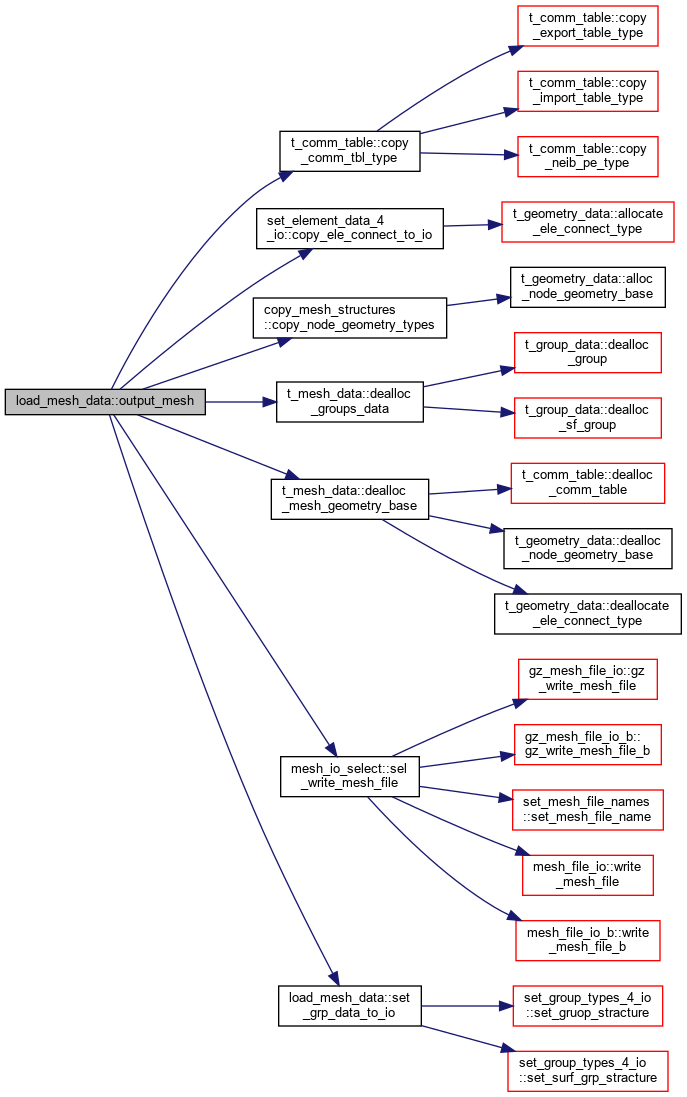 t_comm_table::copy
_export_table_type
t_comm_table::copy
_import_table_type
t_comm_table::copy
_comm_tbl_type
t_comm_table::copy
_neib_pe_type
set_element_data_4
_io::copy_ele_connect_to_io
t_geometry_data::allocate
_ele_connect_type
copy_mesh_structures
::copy_node_geometry_types
t_geometry_data::alloc
_node_geometry_base
load_mesh_data::output_mesh
t_mesh_data::dealloc
_groups_data
t_group_data::dealloc
_group
t_group_data::dealloc
_sf_group
t_mesh_data::dealloc
_mesh_geometry_base
t_comm_table::dealloc
_comm_table
t_geometry_data::dealloc
_node_geometry_base
t_geometry_data::deallocate
_ele_connect_type
gz_mesh_file_io::gz
_write_mesh_file
gz_mesh_file_io_b::
gz_write_mesh_file_b
mesh_io_select::sel
_write_mesh_file
set_mesh_file_names
::set_mesh_file_name
mesh_file_io::write
_mesh_file
mesh_file_io_b::write
_mesh_file_b
load_mesh_data::set
_grp_data_to_io
set_group_types_4_io
::set_gruop_stracture
set_group_types_4_io
::set_surf_grp_stracture